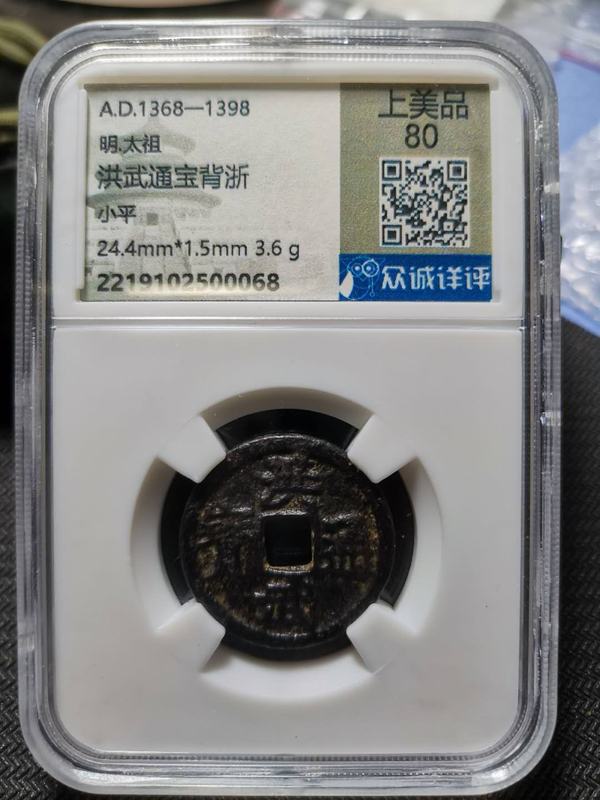 A.D.1368—1398
明.太祖
洪武通宝背浙
小平
24.4mm*1.5mm 3.6 g
2219102500068
上美品
80
众诚详评
洪武通寶